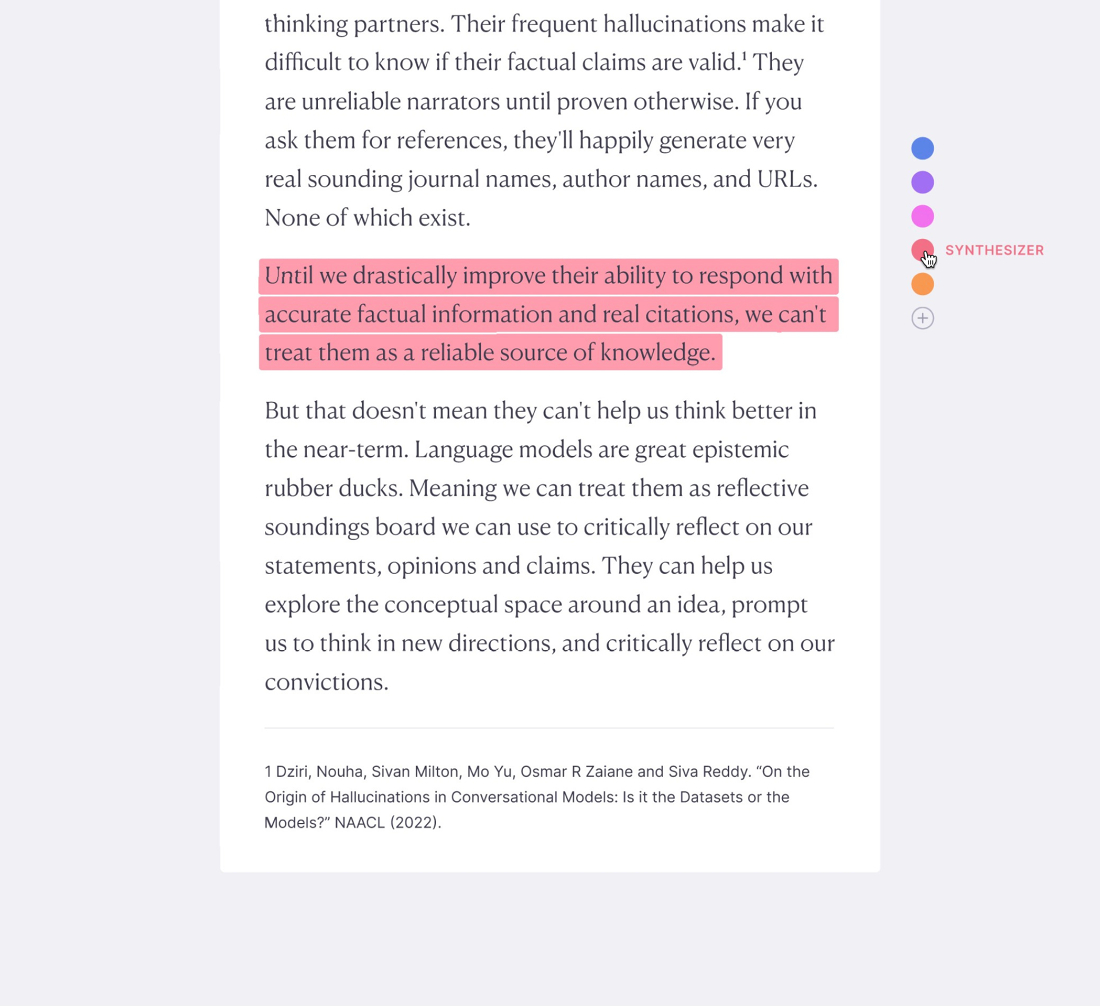 thinking partners. Their frequent hallucinations make it
difficult to know if their factual claims are valid.¹ They
are unreliable narrators until proven otherwise. If you
ask them for references, they'll happily generate very
real sounding journal names, author names, and URLs.
None of which exist.
SYNTHESIZER
Until we drastically improve their ability to respond with
accurate factual information and real citations, we can't
treat them as a reliable source of knowledge.
But that doesn't mean they can't help us think better in
the near-term. Language models are great epistemic
rubber ducks. Meaning we can treat them as reflective
soundings board we can use to critically reflect on our
statements, opinions and claims. They can help us
explore the conceptual space around an idea, prompt
us to think in new directions, and critically reflect on our
convictions.
1 Dziri, Nouha, Sivan Milton, Mo Yu, Osmar R Zaiane and Siva Reddy. “On the
Origin of Hallucinations in Conversational Models: Is it the Datasets or the
Models?” NAACL (2022).